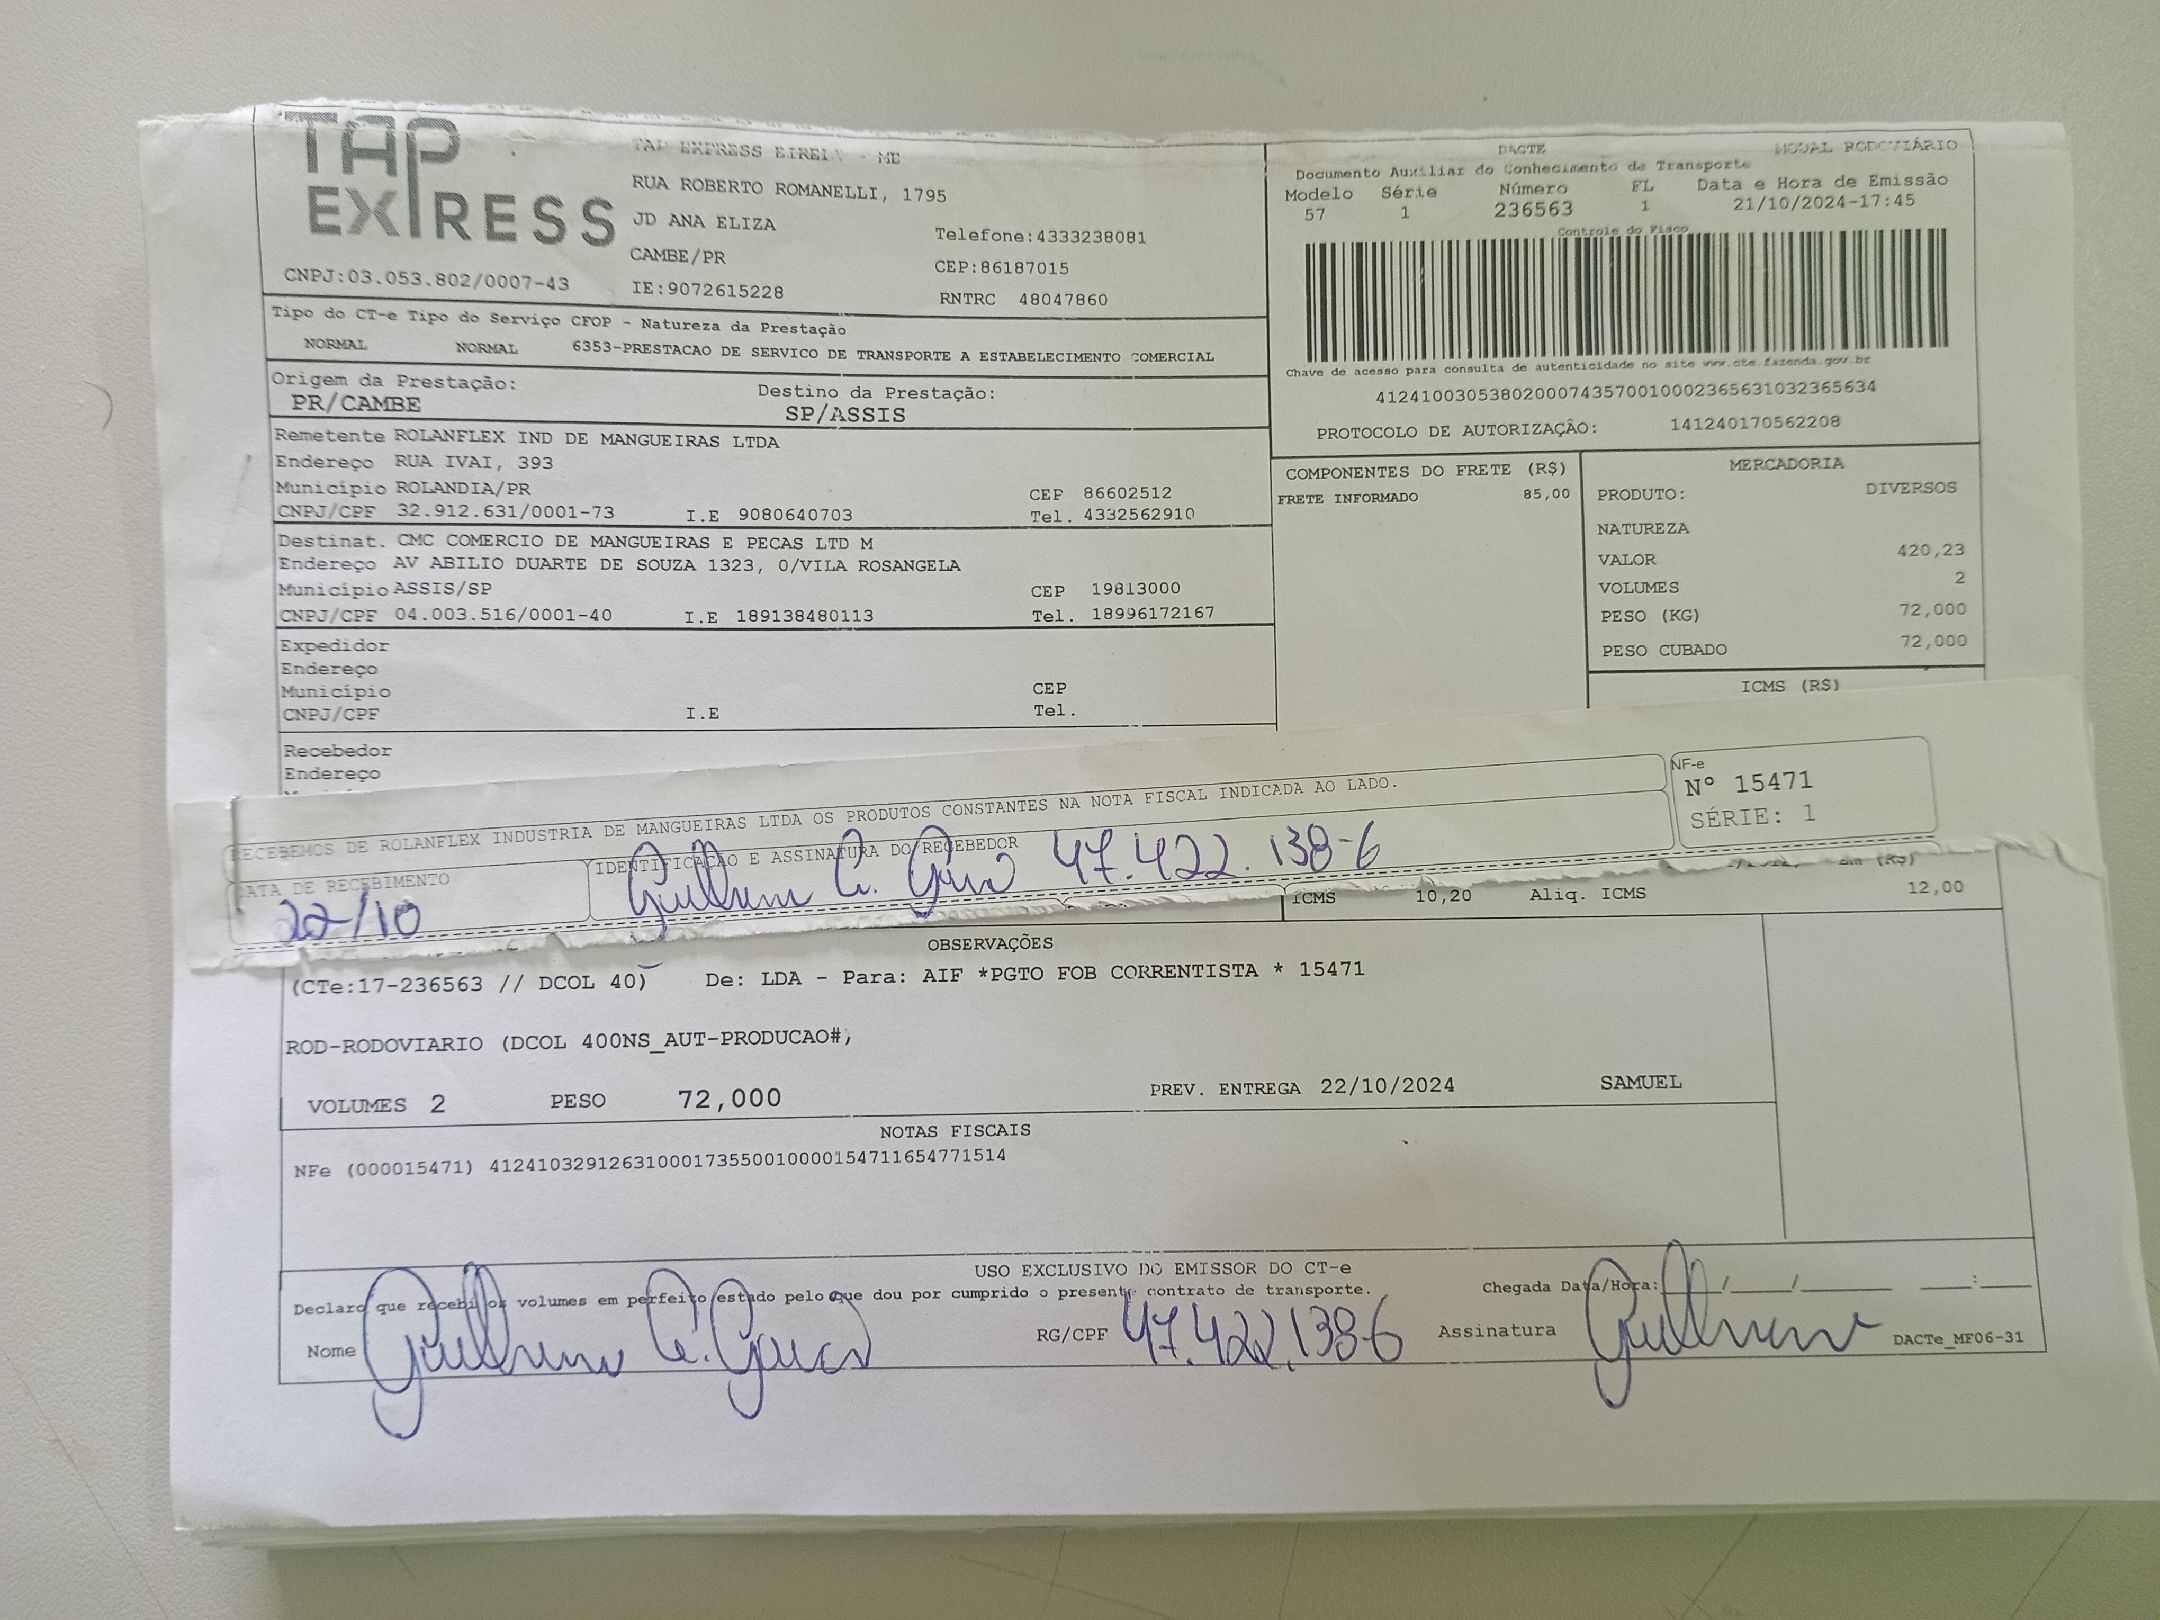 TAP EXPRESS
TAP EXPRESS EIRELI - ME
RUA ROBERTO ROMANELLI, 1795
JD ANA ELIZA
Telefone:4333238081
CAMBE/PR
CEP:86187015
CNPJ:03.053.802/0007-43
IE:9072615228
RNTRC 48047860
DACTE
MODAL RODOVIÁRIO
Documento Auxiliar do Conhecimento de Transporte
Modelo Série Número FL Data e Hora de Emissão
57 1 236563 1 21/10/2024-17:45
Controle do Fisco
Chave de acesso para consulta de autenticidade no site www.cte.fazenda.gov.br
41241003053802000743570010002365631032365634
PROTOCOLO DE AUTORIZAÇÃO: 141240170562208
Tipo do CT-e Tipo do Serviço CFOP - Natureza da Prestação
NORMAL NORMAL 6353-PRESTACAO DE SERVICO DE TRANSPORTE A ESTABELECIMENTO COMERCIAL
Origem da Prestação: Destino da Prestação:
PR/CAMBE SP/ASSIS
Remetente ROLANFLEX IND DE MANGUEIRAS LTDA
Endereço RUA IVAI, 393
Município ROLANDIA/PR CEP 86602512
CNPJ/CPF 32.912.631/0001-73 I.E 9080640703 Tel. 4332562910
Destinat. CMC COMERCIO DE MANGUEIRAS E PECAS LTD M
Endereço AV ABILIO DUARTE DE SOUZA 1323, 0/VILA ROSANGELA
Município ASSIS/SP CEP 19813000
CNPJ/CPF 04.003.516/0001-40 I.E 189138480113 Tel. 18996172167
Expedidor
Endereço
Município CEP
CNPJ/CPF I.E Tel.
Recebedor
Endereço
COMPONENTES DO FRETE (R$)
FRETE INFORMADO 85,00
MERCADORIA
PRODUTO: DIVERSOS
NATUREZA
VALOR 420,23
VOLUMES 2
PESO (KG) 72,000
PESO CUBADO 72,000
ICMS (R$)
RECEBEMOS DE ROLANFLEX INDUSTRIA DE MANGUEIRAS LTDA OS PRODUTOS CONSTANTES NA NOTA FISCAL INDICADA AO LADO.
NF-e
Nº 15471
SÉRIE: 1
DATA DE RECEBIMENTO
22/10
IDENTIFICAÇÃO E ASSINATURA DO RECEBEDOR
Guilherme G. 47.422.138-6
ICMS 10,20 Aliq. ICMS 12,00
OBSERVAÇÕES
(CTe:17-236563 // DCOL 40) De: LDA - Para: AIF *PGTO FOB CORRENTISTA * 15471
ROD-RODOVIARIO (DCOL 400NS_AUT-PRODUCAO#,
VOLUMES 2 PESO 72,000 PREV. ENTREGA 22/10/2024 SAMUEL
NOTAS FISCAIS
NFe (000015471) 41241032912631000173550010000154711654771514
USO EXCLUSIVO DO EMISSOR DO CT-e
Declaro que recebi os volumes em perfeito estado pelo que dou por cumprido o presente contrato de transporte.
Chegada Data/Hora: / / :
Nome Guilherme G. RG/CPF 47.422.138-6 Assinatura Guilherme DACTe_MF06-31